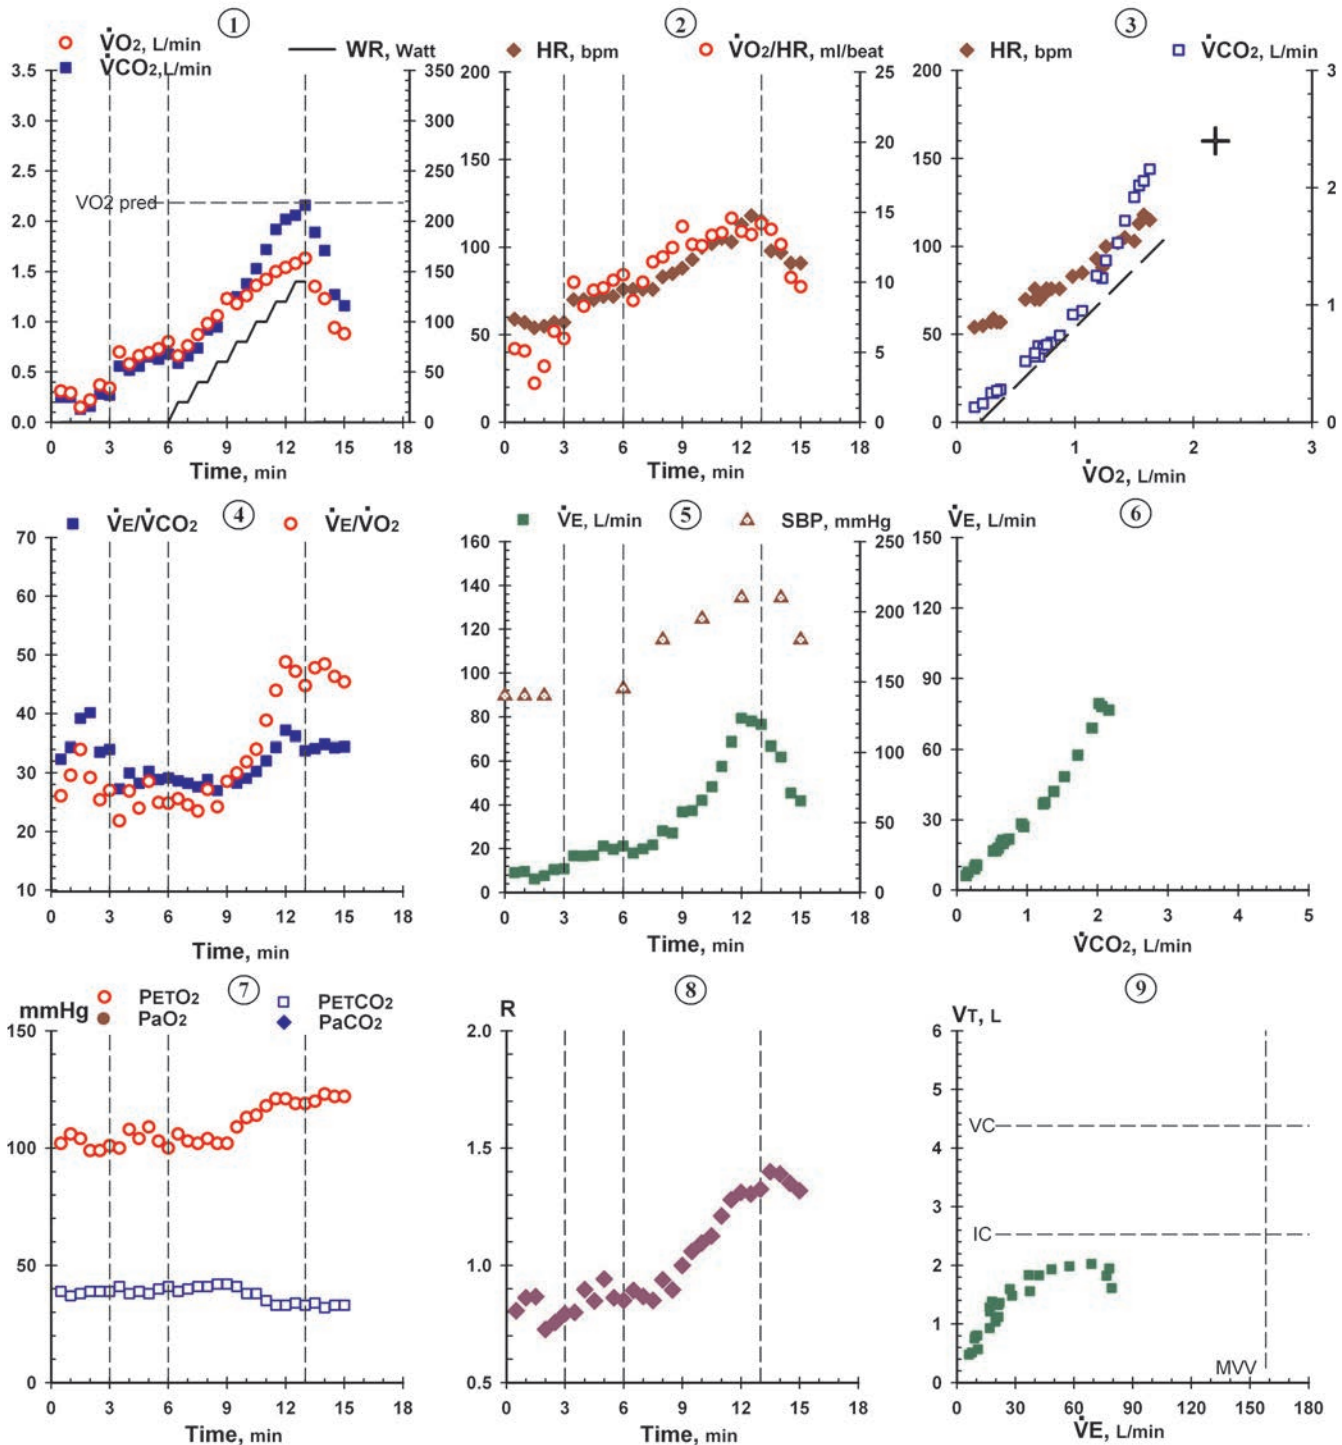 1
V̇O2, L/min
V̇CO2,L/min
WR, Watt
3.5
3.0
2.5
2.0
1.5
1.0
0.5
0.0
350
300
250
200
150
100
50
0
VO2 pred
0 3 6 9 12 15 18
Time, min
2
HR, bpm
V̇O2/HR, ml/beat
200
150
100
50
0
25
20
15
10
5
0
0 3 6 9 12 15 18
Time, min
3
HR, bpm
V̇CO2, L/min
200
150
100
50
0
3
2
1
0
0 1 2 3
V̇O2, L/min
4
V̇E/V̇CO2
V̇E/V̇O2
70
60
50
40
30
20
10
0 3 6 9 12 15 18
Time, min
5
V̇E, L/min
SBP, mmHg
160
140
120
100
80
60
40
20
0
250
200
150
100
50
0
0 3 6 9 12 15 18
Time, min
6
V̇E, L/min
150
120
90
60
30
0
0 1 2 3 4 5
V̇CO2, L/min
7
mmHg
PETO2
PaO2
PETCO2
PaCO2
150
100
50
0
0 3 6 9 12 15 18
Time, min
8
R
2.0
1.5
1.0
0.5
0 3 6 9 12 15 18
Time, min
9
VT, L
6
5
4
3
2
1
0
VC
IC
MVV
0 30 60 90 120 150 180
V̇E, L/min